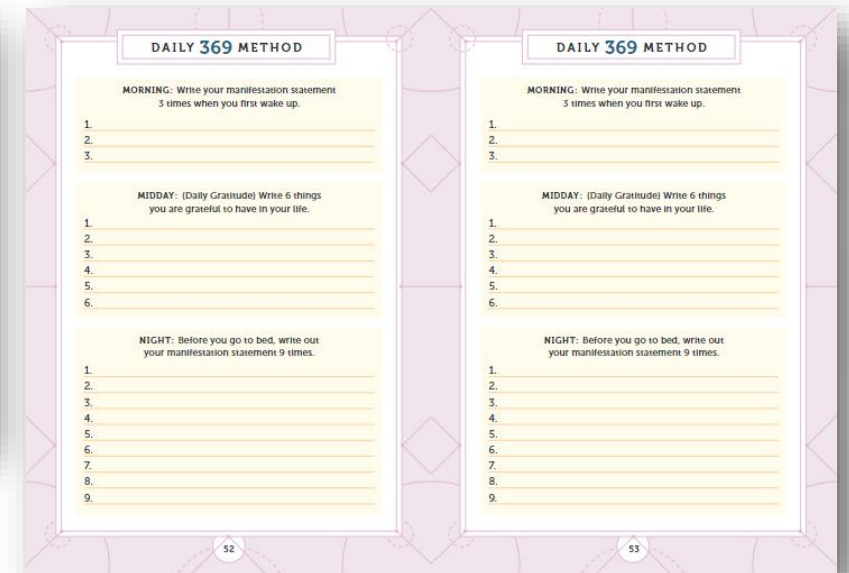 DAILY 369 METHOD
MORNING: Write your manifestation statement
3 times when you first wake up.
1.
2.
3.
MIDDAY: (Daily Gratitude) Write 6 things
you are grateful to have in your life.
1.
2.
3.
4.
5.
6.
NIGHT: Before you go to bed, write out
your manifestation statement 9 times.
1.
2.
3.
4.
5.
6.
7.
8.
9.
52
DAILY 369 METHOD
MORNING: Write your manifestation statement
3 times when you first wake up.
1.
2.
3.
MIDDAY: (Daily Gratitude) Write 6 things
you are grateful to have in your life.
1.
2.
3.
4.
5.
6.
NIGHT: Before you go to bed, write out
your manifestation statement 9 times.
1.
2.
3.
4.
5.
6.
7.
8.
9.
53